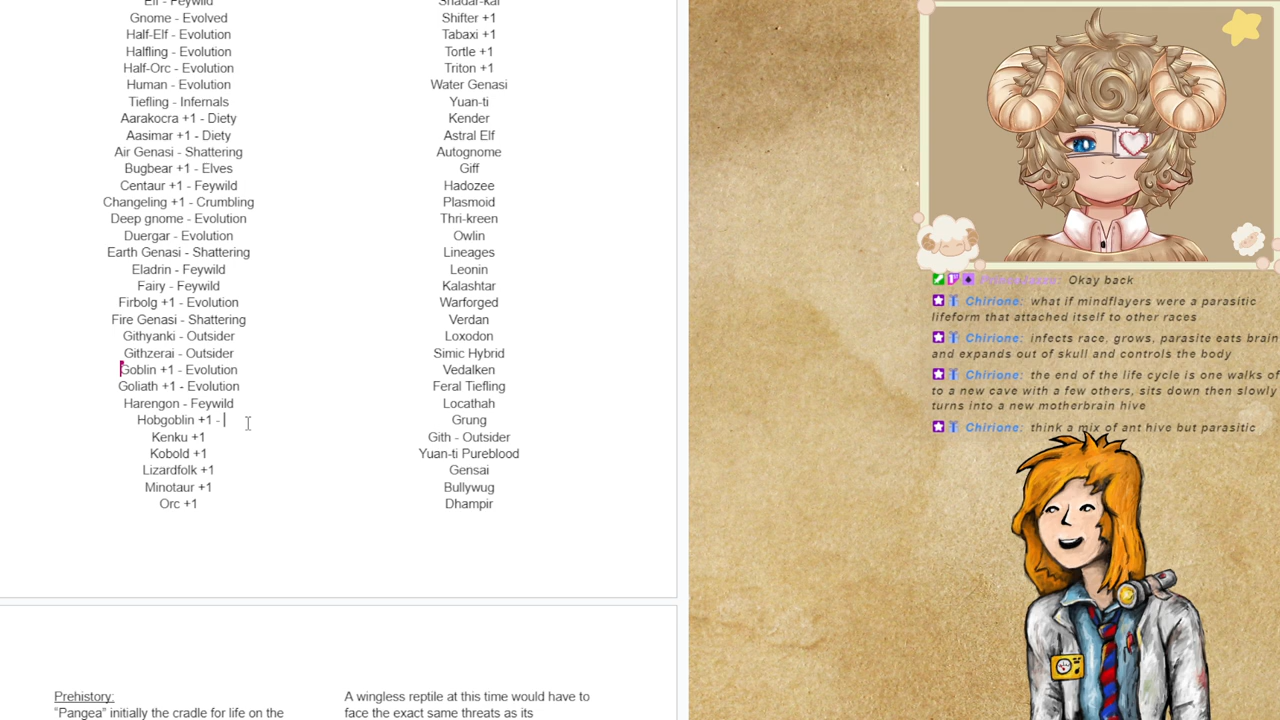 Elf - Feywild
Gnome - Evolved
Half-Elf - Evolution
Halfling - Evolution
Half-Orc - Evolution
Human - Evolution
Tiefling - Infernals
Aarakocra +1 - Diety
Aasimar +1 - Diety
Air Genasi - Shattering
Bugbear +1 - Elves
Centaur +1 - Feywild
Changeling +1 - Crumbling
Deep gnome - Evolution
Duergar - Evolution
Earth Genasi - Shattering
Eladrin - Feywild
Fairy - Feywild
Firbolg +1 - Evolution
Fire Genasi - Shattering
Githyanki - Outsider
Githzerai - Outsider
Goblin +1 - Evolution
Goliath +1 - Evolution
Harengon - Feywild
Hobgoblin +1 -
Kenku +1
Kobold +1
Lizardfolk +1
Minotaur +1
Orc +1
Shadar-kai
Shifter +1
Tabaxi +1
Tortle +1
Triton +1
Water Genasi
Yuan-ti
Kender
Astral Elf
Autognome
Giff
Hadozee
Plasmoid
Thri-kreen
Owlin
Lineages
Leonin
Kalashtar
Warforged
Verdan
Loxodon
Simic Hybrid
Vedalken
Feral Tiefling
Locathah
Grung
Gith - Outsider
Yuan-ti Pureblood
Gensai
Bullywug
Dhampir
Prehistory:
“Pangea” initially the cradle for life on the
A wingless reptile at this time would have to
face the exact same threats as its
Okay back
Chirione: what if mindflayers were a parasitic
lifeform that attached itself to other races
Chirione: infects race, grows, parasite eats brain
and expands out of skull and controls the body
Chirione: the end of the life cycle is one walks of
to a new cave with a few others, sits down then slowly
turns into a new motherbrain hive
Chirione: think a mix of ant hive but parasitic